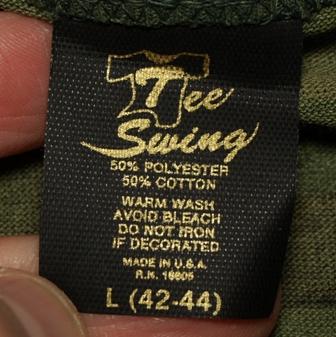 Tee
Swing
50% POLYESTER
50% COTTON
WARM WASH
AVOID BLEACH
DO NOT IRON
IF DECORATED
MADE IN U.S.A.
R.N. 16605
L (42-44)